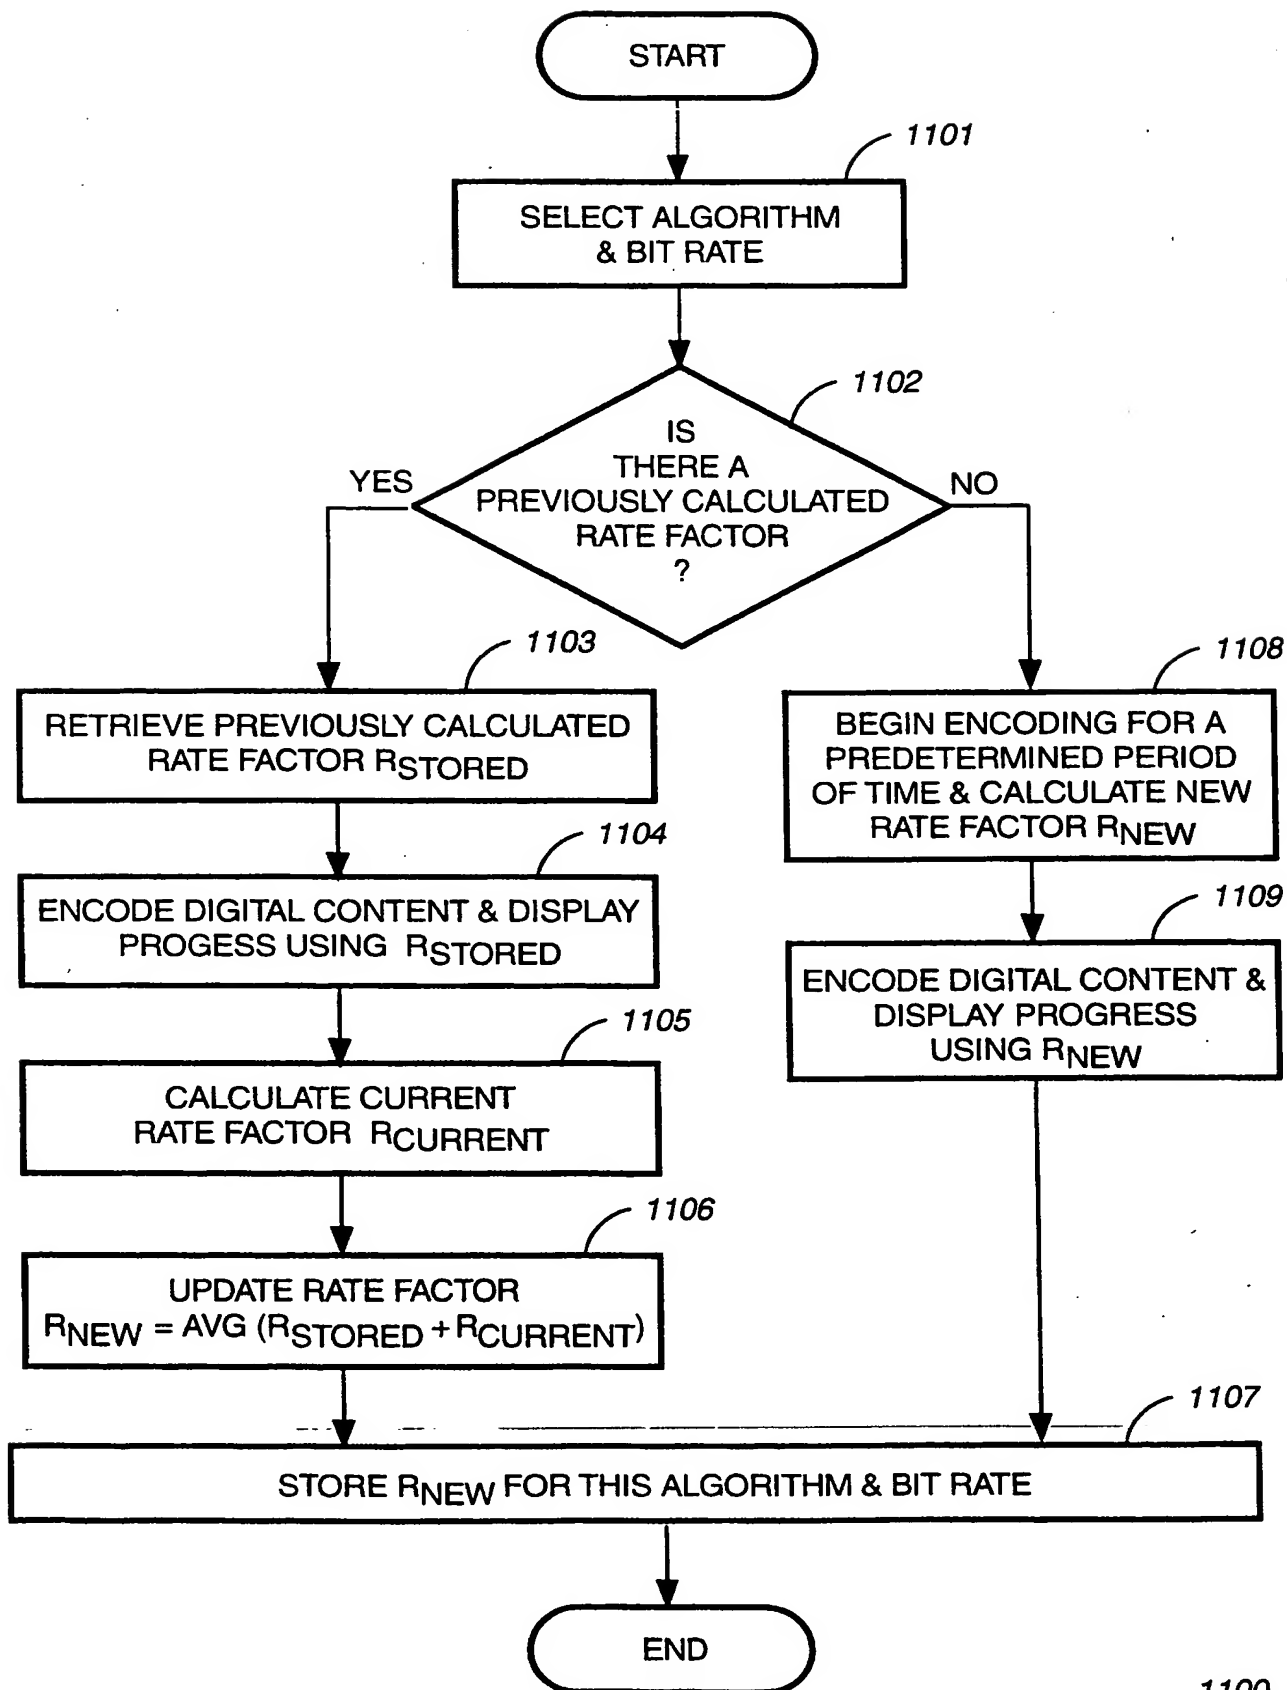 START
1101
SELECT ALGORITHM
& BIT RATE
1102
IS
THERE A
PREVIOUSLY CALCULATED
RATE FACTOR
?
YES
NO
1103
RETRIEVE PREVIOUSLY CALCULATED
RATE FACTOR RSTORED
1104
ENCODE DIGITAL CONTENT & DISPLAY
PROGESS USING RSTORED
1105
CALCULATE CURRENT
RATE FACTOR RCURRENT
1106
UPDATE RATE FACTOR
RNEW = AVG (RSTORED + RCURRENT)
1108
BEGIN ENCODING FOR A
PREDETERMINED PERIOD
OF TIME & CALCULATE NEW
RATE FACTOR RNEW
1109
ENCODE DIGITAL CONTENT &
DISPLAY PROGRESS
USING RNEW
1107
STORE RNEW FOR THIS ALGORITHM & BIT RATE
END